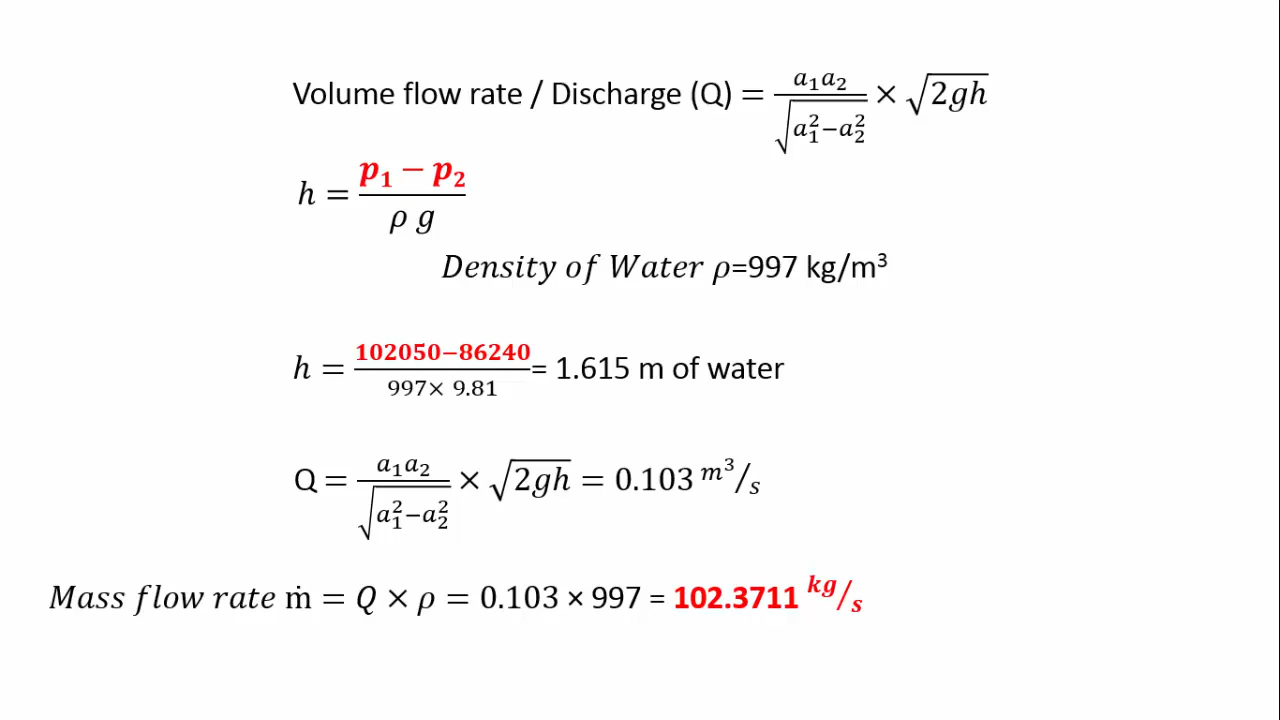 Volume flow rate / Discharge (Q) = a₁a₂/√(a₁²−a₂²) × √(2gh)
h = p₁ − p₂ / ρ g
Density of Water ρ=997 kg/m³
h = 102050−86240 / 997× 9.81 = 1.615 m of water
Q = a₁a₂/√(a₁²−a₂²) × √(2gh) = 0.103 m³/s
Mass flow rate ṁ = Q × ρ = 0.103 × 997 = 102.3711 kg/s